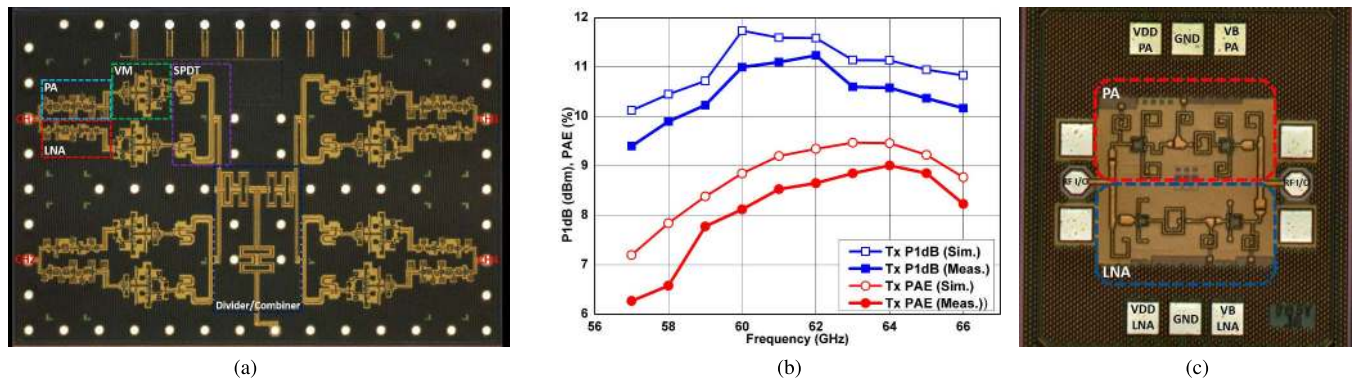 PA
VM
SPDT
LNA
Divider/Combiner
(a)
P1dB (dBm), PAE (%)
12
11
10
9
8
7
6
56
58
60
62
64
66
Frequency (GHz)
Tx P1dB (Sim.)
Tx P1dB (Meas.)
Tx PAE (Sim.)
Tx PAE (Meas.))
(b)
VDD
PA
GND
VB
PA
PA
RF I/O
RF I/O
LNA
VDD
LNA
GND
VB
LNA
(c)